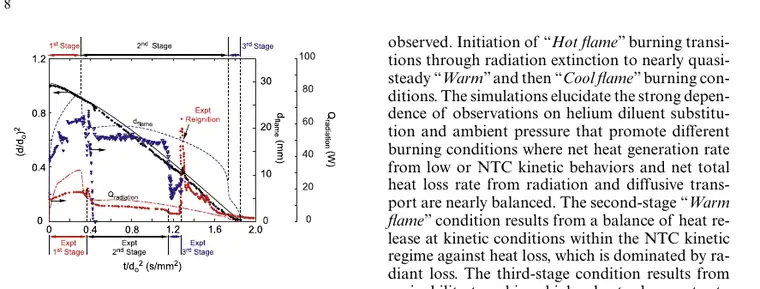 8
1st Stage 2nd Stage 3rd Stage
1.2
0.8
0.4
0
(d/do)2
100
80
60
40
20
0
Qradiation (W)
30
20
10
0
dflame (mm)
Expt
Reignition
dflame
Qradiation
0 0.4 0.8 1.2 1.6 2.0
Expt
1st Stage
Expt
2nd Stage
Expt
3rd Stage
t/do2 (s/mm2)
observed. Initiation of “Hot flame” burning transi-
tions through radiation extinction to nearly quasi-
steady “Warm” and then “Cool flame” burning con-
ditions. The simulations elucidate the strong depen-
dence of observations on helium diluent substitu-
tion and ambient pressure that promote different
burning conditions where net heat generation rate
from low or NTC kinetic behaviors and net total
heat loss rate from radiation and diffusive trans-
port are nearly balanced. The second-stage “Warm
flame” condition results from a balance of heat re-
lease at kinetic conditions within the NTC kinetic
regime against heat loss, which is dominated by ra-
diant loss. The third-stage condition results from